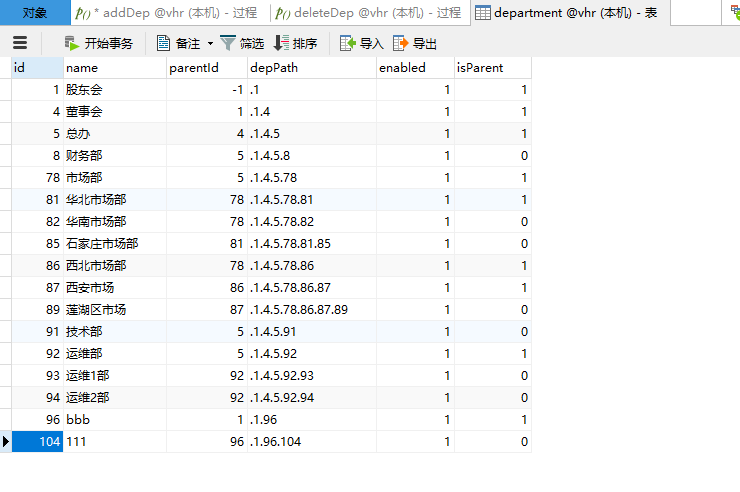 对象 * addDep @vhr (本机) - 过程 deleteDep @vhr (本机) - 过程 department @vhr (本机) - 表
开始事务 备注 筛选 排序 导入 导出
id name parentId depPath enabled isParent
1 股东会 -1 .1 1 1
4 董事会 1 .1.4 1 1
5 总办 4 .1.4.5 1 1
8 财务部 5 .1.4.5.8 1 0
78 市场部 5 .1.4.5.78 1 1
81 华北市场部 78 .1.4.5.78.81 1 1
82 华南市场部 78 .1.4.5.78.82 1 0
85 石家庄市场部 81 .1.4.5.78.81.85 1 0
86 西北市场部 78 .1.4.5.78.86 1 1
87 西安市场 86 .1.4.5.78.86.87 1 1
89 莲湖区市场 87 .1.4.5.78.86.87.89 1 0
91 技术部 5 .1.4.5.91 1 0
92 运维部 5 .1.4.5.92 1 1
93 运维1部 92 .1.4.5.92.93 1 0
94 运维2部 92 .1.4.5.92.94 1 0
96 bbb 1 .1.96 1 1
104 111 96 .1.96.104 1 0